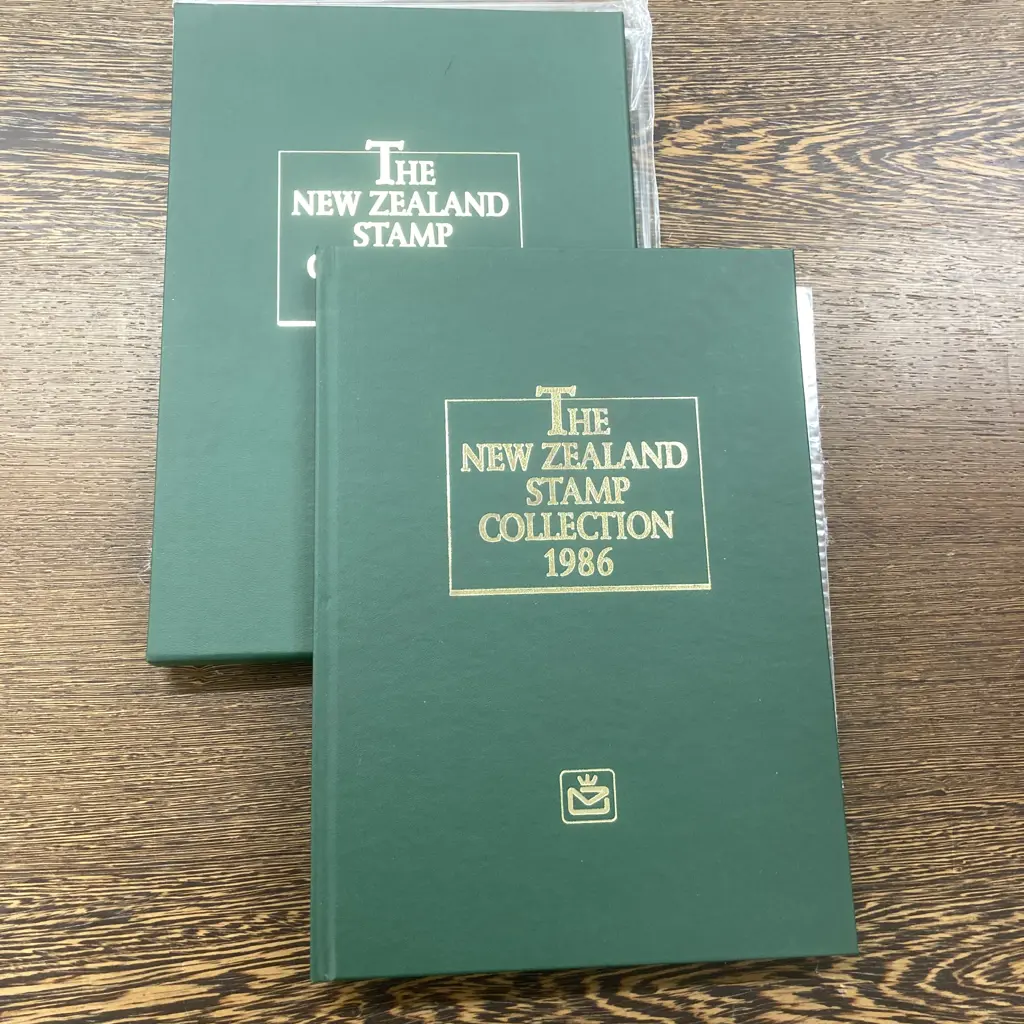 THE
NEW ZEALAND
STAMP
THE
NEW ZEALAND
STAMP
COLLECTION
1986